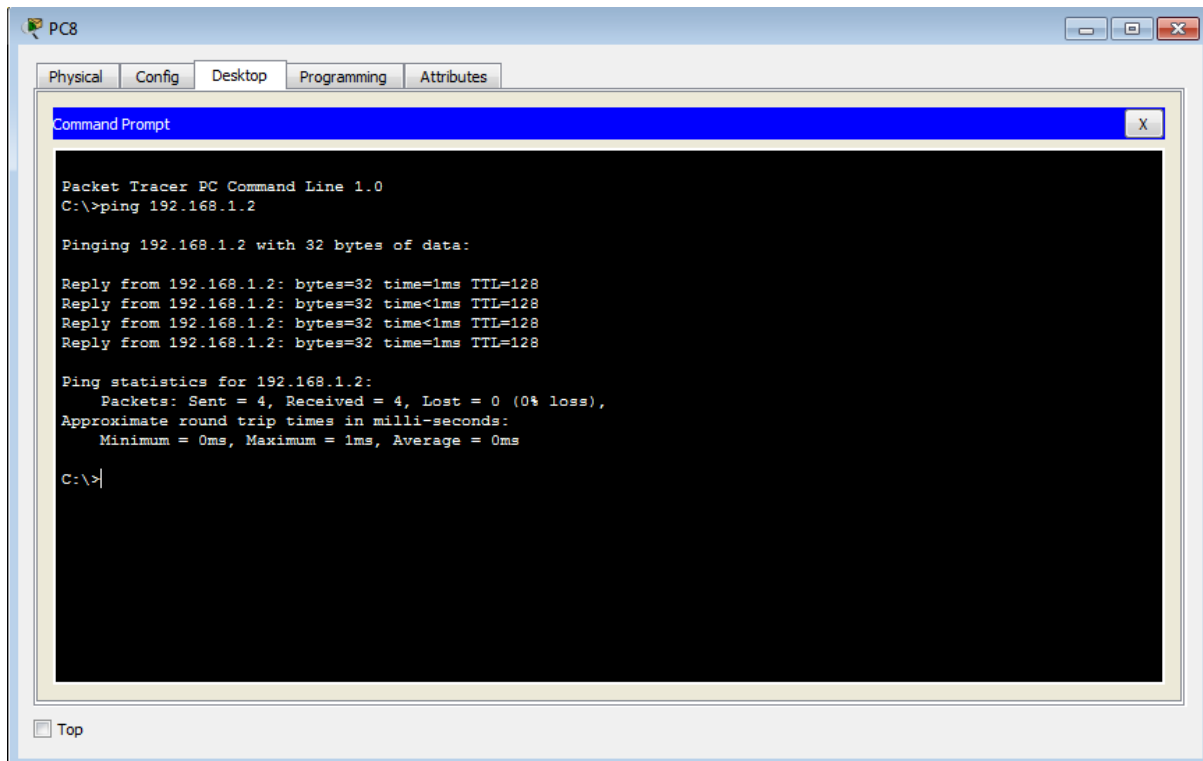 PC8
Physical Config Desktop Programming Attributes
Command Prompt X
Packet Tracer PC Command Line 1.0
C:\>ping 192.168.1.2
Pinging 192.168.1.2 with 32 bytes of data:
Reply from 192.168.1.2: bytes=32 time=1ms TTL=128
Reply from 192.168.1.2: bytes=32 time<1ms TTL=128
Reply from 192.168.1.2: bytes=32 time<1ms TTL=128
Reply from 192.168.1.2: bytes=32 time=1ms TTL=128
Ping statistics for 192.168.1.2:
Packets: Sent = 4, Received = 4, Lost = 0 (0% loss),
Approximate round trip times in milli-seconds:
Minimum = 0ms, Maximum = 1ms, Average = 0ms
C:\>
Top